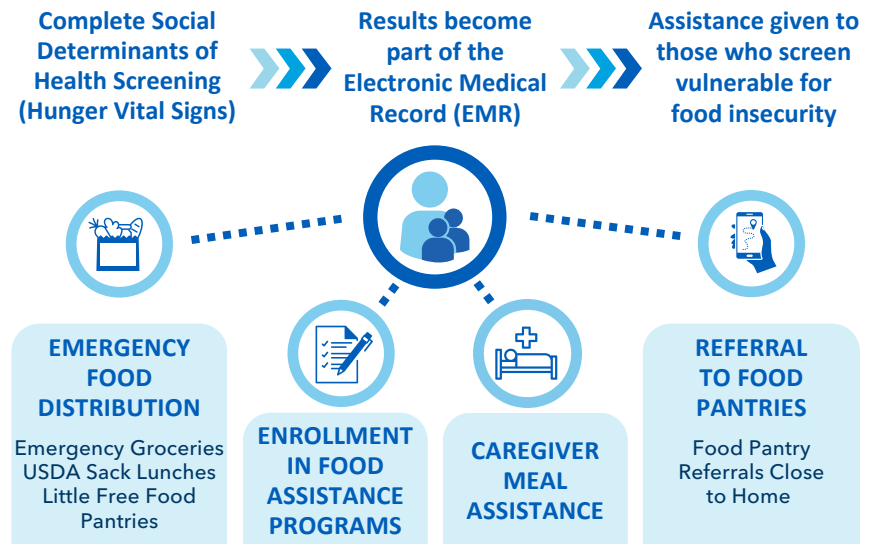 Complete Social
Determinants of
Health Screening
(Hunger Vital Signs)
Results become
part of the
Electronic Medical
Record (EMR)
Assistance given to
those who screen
vulnerable for
food insecurity
EMERGENCY
FOOD
DISTRIBUTION
Emergency Groceries
USDA Sack Lunches
Little Free Food
Pantries
ENROLLMENT
IN FOOD
ASSISTANCE
PROGRAMS
CAREGIVER
MEAL
ASSISTANCE
REFERRAL
TO FOOD
PANTRIES
Food Pantry
Referrals Close
to Home